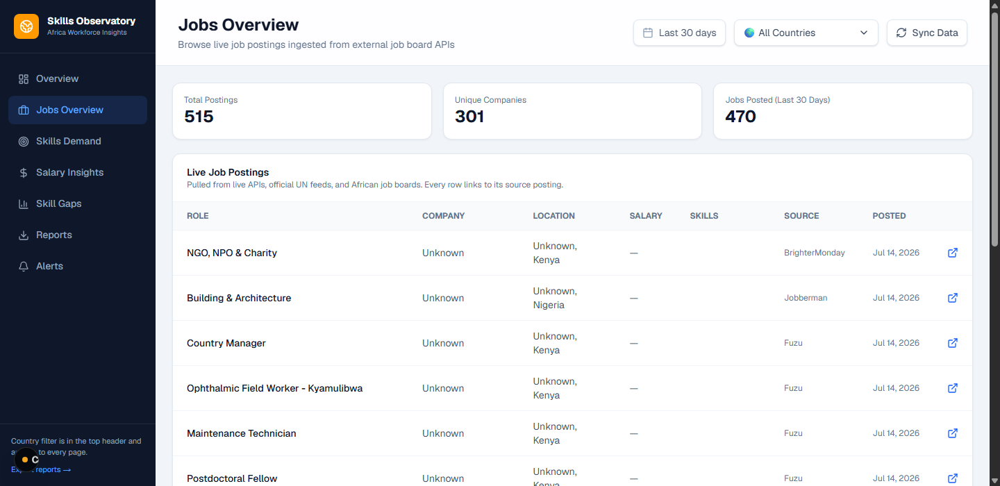 Skills Observatory
Africa Workforce Insights
Overview
Jobs Overview
Skills Demand
Salary Insights
Skill Gaps
Reports
Alerts
Country filter is in the top header and
to every page.
reports →
C
Jobs Overview
Browse live job postings ingested from external job board APIs
Last 30 days
All Countries
Sync Data
Total Postings
515
Unique Companies
301
Jobs Posted (Last 30 Days)
470
Live Job Postings
Pulled from live APIs, official UN feeds, and African job boards. Every row links to its source posting.
ROLE COMPANY LOCATION SALARY SKILLS SOURCE POSTED
NGO, NPO & Charity Unknown Unknown, — BrighterMonday Jul 14, 2026
Kenya
Building & Architecture Unknown Unknown, — Jobberman Jul 14, 2026
Nigeria
Country Manager Unknown Unknown, — Fuzu Jul 14, 2026
Kenya
Ophthalmic Field Worker - Kyamulibwa Unknown Unknown, — Fuzu Jul 14, 2026
Kenya
Maintenance Technician Unknown Unknown, — Fuzu Jul 14, 2026
Kenya
Postdoctoral Fellow Unknown Unknown, — Fuzu Jul 14, 2026
Kenya